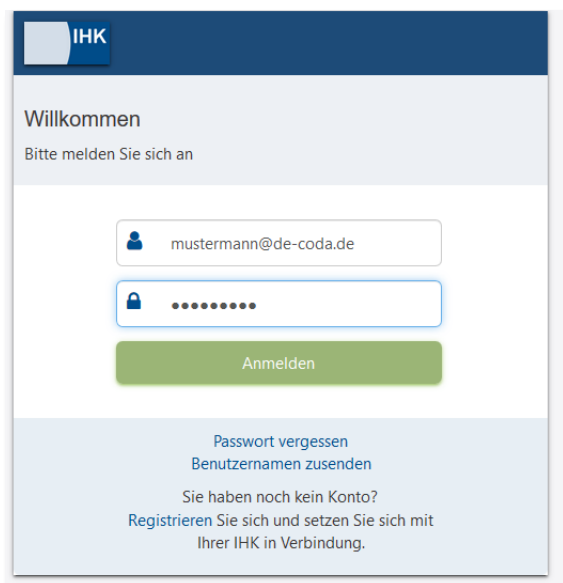 IHK
Willkommen
Bitte melden Sie sich an
mustermann@de-coda.de
•••••••••
Anmelden
Passwort vergessen
Benutzernamen zusenden
Sie haben noch kein Konto?
Registrieren Sie sich und setzen Sie sich mit
Ihrer IHK in Verbindung.